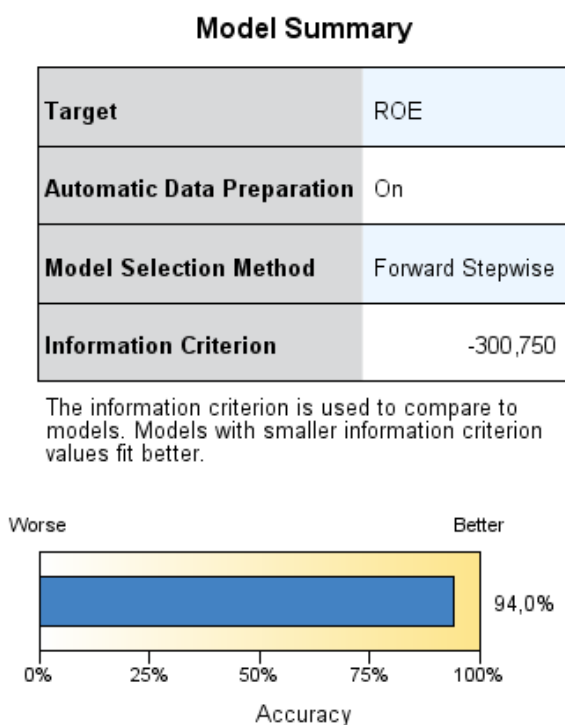 Model Summary
Target ROE
Automatic Data Preparation On
Model Selection Method Forward Stepwise
Information Criterion -300,750
The information criterion is used to compare to
models. Models with smaller information criterion
values fit better.
Worse Better
94,0%
0% 25% 50% 75% 100%
Accuracy